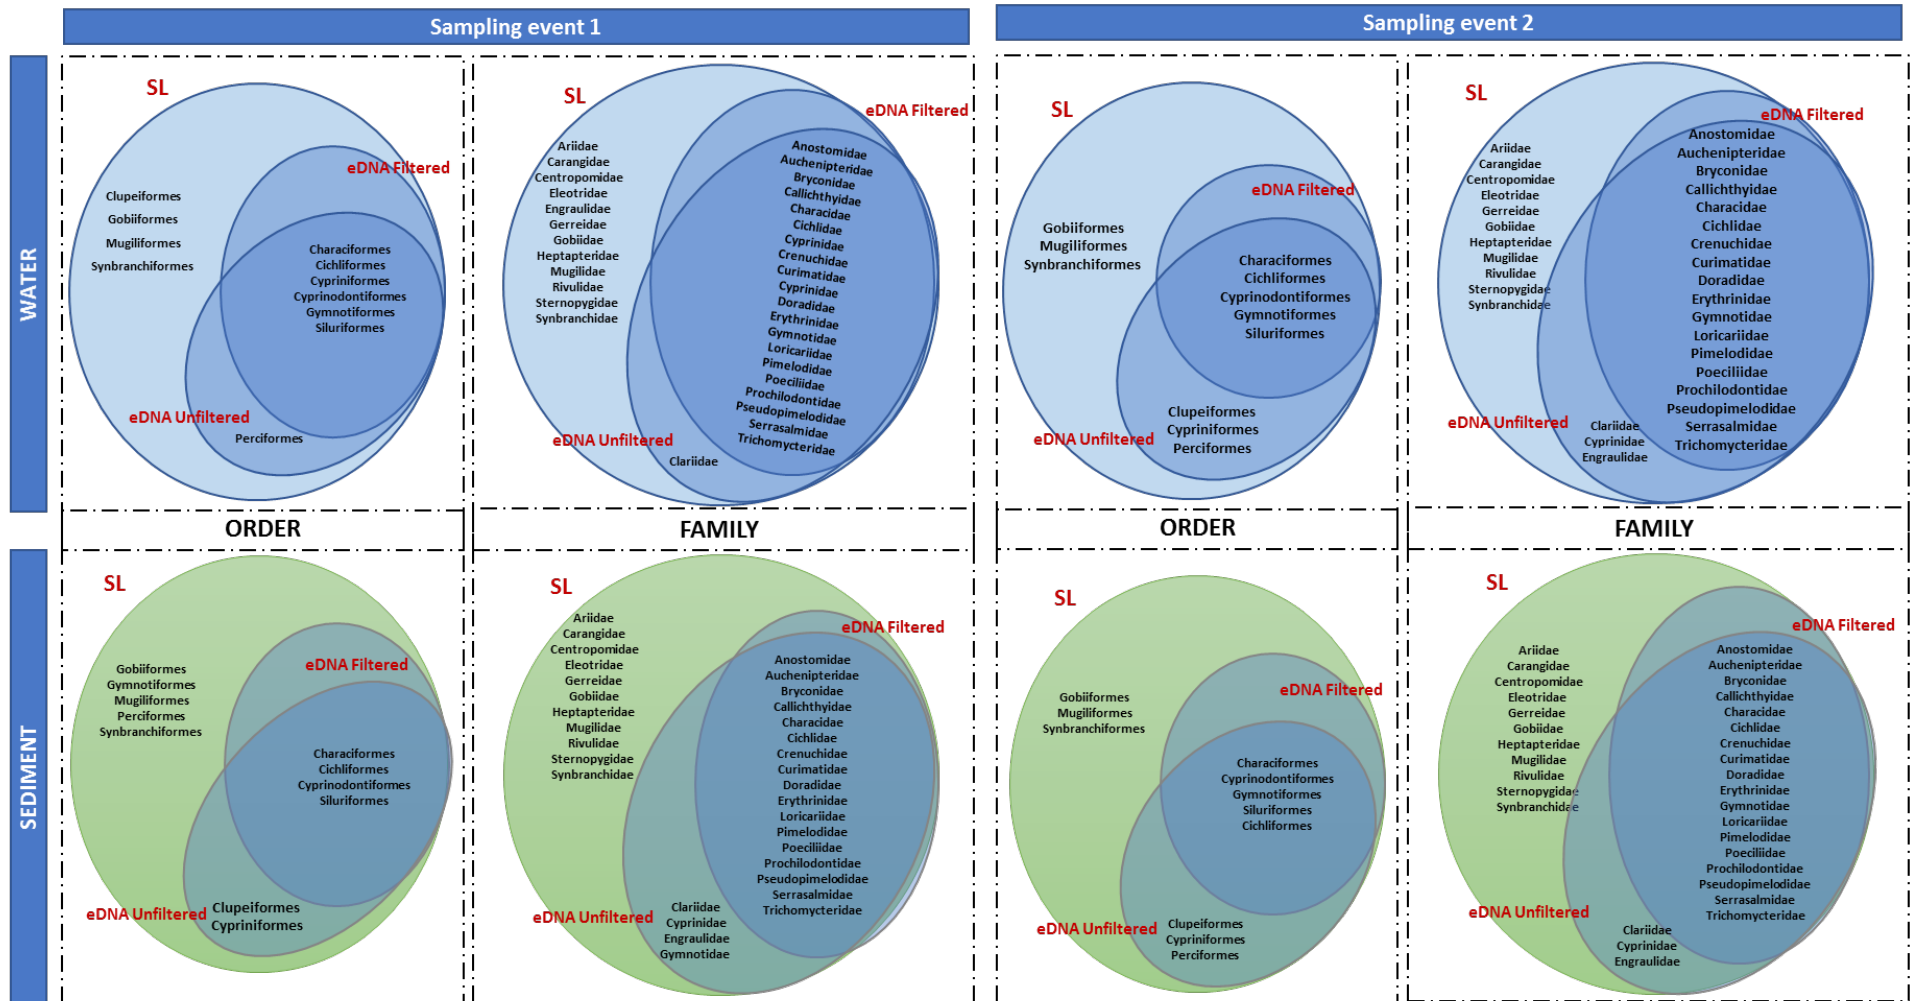 Sampling event 1
Sampling event 2
WATER
SL
eDNA Filtered
Clupeiformes
Gobiiformes
Mugiliformes
Synbranchiformes
Characiformes
Cichliformes
Cypriniformes
Cyprinodontiformes
Gymnotiformes
Siluriformes
eDNA Unfiltered
Perciformes
SL
eDNA Filtered
Ariidae
Carangidae
Centropomidae
Eleotridae
Engraulidae
Gerreidae
Gobiidae
Heptapteridae
Mugilidae
Rivulidae
Sternopygidae
Synbranchidae
Anostomidae
Auchenipteridae
Bryconidae
Callichthyidae
Characidae
Cichlidae
Cyprinidae
Crenuchidae
Curimatidae
Cyprinidae
Doradidae
Erythrinidae
Gymnotidae
Loricariidae
Pimelodidae
Poeciliidae
Prochilodontidae
Pseudopimelodidae
Serrasalmidae
Trichomycteridae
eDNA Unfiltered
Clariidae
SL
eDNA Filtered
Gobiiformes
Mugiliformes
Synbranchiformes
Characiformes
Cichliformes
Cyprinodontiformes
Gymnotiformes
Siluriformes
Clupeiformes
Cypriniformes
Perciformes
eDNA Unfiltered
SL
eDNA Filtered
Ariidae
Carangidae
Centropomidae
Eleotridae
Gerreidae
Gobiidae
Heptapteridae
Mugilidae
Rivulidae
Sternopygidae
Synbranchidae
Anostomidae
Auchenipteridae
Bryconidae
Callichthyidae
Characidae
Cichlidae
Crenuchidae
Curimatidae
Doradidae
Erythrinidae
Gymnotidae
Loricariidae
Pimelodidae
Poeciliidae
Prochilodontidae
Pseudopimelodidae
Serrasalmidae
Trichomycteridae
eDNA Unfiltered
Clariidae
Cyprinidae
Engraulidae
ORDER
FAMILY
ORDER
FAMILY
SEDIMENT
SL
eDNA Filtered
Gobiiformes
Gymnotiformes
Mugiliformes
Perciformes
Synbranchiformes
Characiformes
Cichliformes
Cyprinodontiformes
Siluriformes
eDNA Unfiltered
Clupeiformes
Cypriniformes
SL
eDNA Filtered
Ariidae
Carangidae
Centropomidae
Eleotridae
Gerreidae
Gobiidae
Heptapteridae
Mugilidae
Rivulidae
Sternopygidae
Synbranchidae
Anostomidae
Auchenipteridae
Bryconidae
Callichthyidae
Characidae
Cichlidae
Crenuchidae
Curimatidae
Doradidae
Erythrinidae
Loricariidae
Pimelodidae
Poeciliidae
Prochilodontidae
Pseudopimelodidae
Serrasalmidae
Trichomycteridae
eDNA Unfiltered
Clariidae
Cyprinidae
Engraulidae
Gymnotidae
SL
eDNA Filtered
Gobiiformes
Mugiliformes
Synbranchiformes
Characiformes
Cyprinodontiformes
Gymnotiformes
Siluriformes
Cichliformes
eDNA Unfiltered
Clupeiformes
Cypriniformes
Perciformes
SL
eDNA Filtered
Ariidae
Carangidae
Centropomidae
Eleotridae
Gerreidae
Gobiidae
Heptapteridae
Mugilidae
Rivulidae
Sternopygidae
Synbranchidae
Anostomidae
Auchenipteridae
Bryconidae
Callichthyidae
Characidae
Cichlidae
Crenuchidae
Curimatidae
Doradidae
Erythrinidae
Gymnotidae
Loricariidae
Pimelodidae
Poeciliidae
Prochilodontidae
Pseudopimelodidae
Serrasalmidae
Trichomycteridae
eDNA Unfiltered
Clariidae
Cyprinidae
Engraulidae